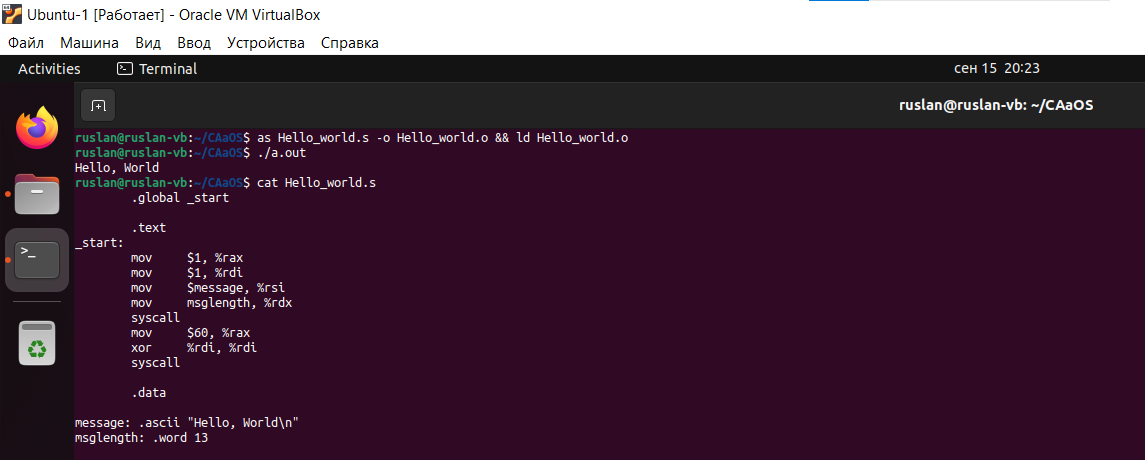 Ubuntu-1 [Работает] - Oracle VM VirtualBox
Файл Машина Вид Ввод Устройства Справка
Activities Terminal сен 15 20:23
ruslan@ruslan-vb: ~/CAaOS
ruslan@ruslan-vb:~/CAaOS$ as Hello_world.s -o Hello_world.o && ld Hello_world.o
ruslan@ruslan-vb:~/CAaOS$ ./a.out
Hello, World
ruslan@ruslan-vb:~/CAaOS$ cat Hello_world.s
        .global _start
        .text
_start:
        mov     $1, %rax
        mov     $1, %rdi
        mov     $message, %rsi
        mov     msglength, %rdx
        syscall
        mov     $60, %rax
        xor     %rdi, %rdi
        syscall
        .data
message: .ascii "Hello, World\n"
msglength: .word 13